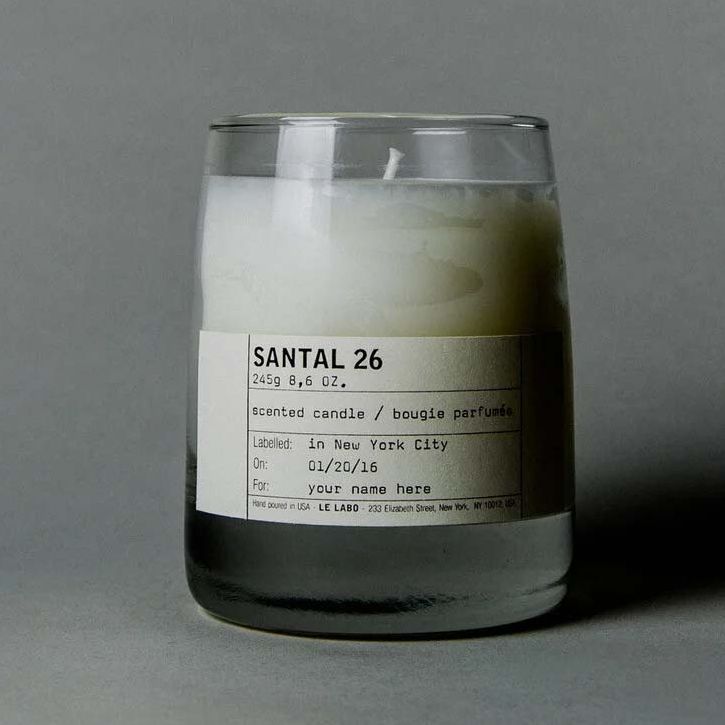 SANTAL 26
245g 8,6 OZ.
scented candle / bougie parfumée
Labelled: in New York City
On: 01/20/16
For: your name here
Hand poured in USA - LE LABO - 233 Elizabeth Street, New York, NY 10012, USA